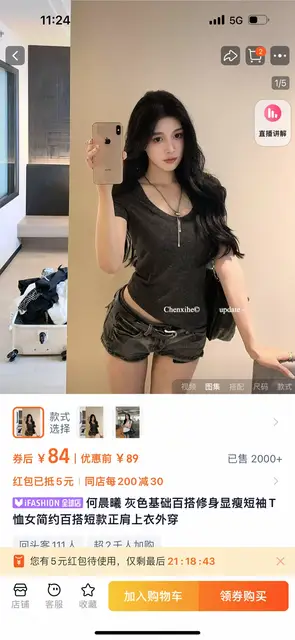 11:24
5G
2
1/5
直播讲解
Chenxihe© update
视频 图集 搭配 尺码 款式
款式
选择
券后 ¥84 优惠前 ¥89
已售 2000+
红包已抵5元 同店每200减30
iFASHION 全球店 何晨曦 灰色基础百搭修身显瘦短袖T
恤女简约百搭短款正肩上衣外穿
回头客111人 超2千人加购
您有5元红包待使用，仅剩最后 21:18:43
店铺
客服
收藏
加入购物车
领券购买